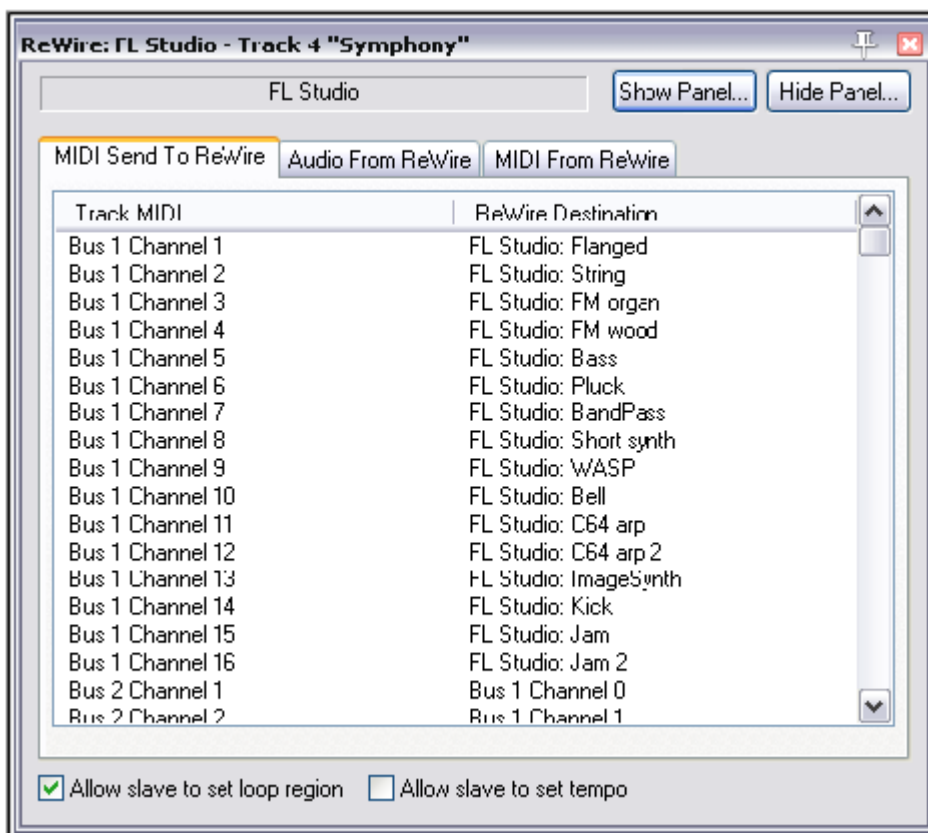 ReWire: FL Studio - Track 4 "Symphony"
FL Studio Show Panel... Hide Panel...
MIDI Send To ReWire Audio From ReWire MIDI From ReWire
Track MIDI ReWire Destination
Bus 1 Channel 1 FL Studio: Flanged
Bus 1 Channel 2 FL Studio: String
Bus 1 Channel 3 FL Studio: FM organ
Bus 1 Channel 4 FL Studio: FM wood
Bus 1 Channel 5 FL Studio: Bass
Bus 1 Channel 6 FL Studio: Pluck
Bus 1 Channel 7 FL Studio: BandPass
Bus 1 Channel 8 FL Studio: Short synth
Bus 1 Channel 9 FL Studio: WASP
Bus 1 Channel 10 FL Studio: Bell
Bus 1 Channel 11 FL Studio: C64 arp
Bus 1 Channel 12 FL Studio: C64 arp 2
Bus 1 Channel 13 FL Studio: ImageSynth
Bus 1 Channel 14 FL Studio: Kick
Bus 1 Channel 15 FL Studio: Jam
Bus 1 Channel 16 FL Studio: Jam 2
Bus 2 Channel 1 Bus 1 Channel 0
Bus 2 Channel 2 Bus 1 Channel 1
Allow slave to set loop region Allow slave to set tempo